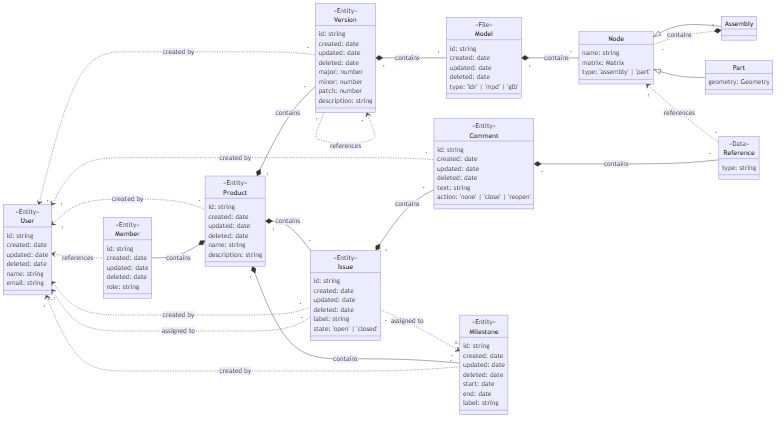 «Entity»
Version
id: string
created: date
updated: date
deleted: date
major: number
minor: number
patch: number
description: string
«File»
Model
id: string
created: date
updated: date
deleted: date
type: 'ldr' | 'mpd' | 'glb'
Node
name: string
matrix: Matrix
type: 'assembly' | 'part'
Assembly
Part
geometry: Geometry
«Data»
Reference
type: string
«Entity»
Comment
id: string
created: date
updated: date
deleted: date
text: string
action: 'none' | 'close' | 'reopen'
«Entity»
Product
id: string
created: date
updated: date
deleted: date
name: string
description: string
«Entity»
User
id: string
created: date
updated: date
deleted: date
name: string
email: string
«Entity»
Member
id: string
created: date
updated: date
deleted: date
role: string
«Entity»
Issue
id: string
created: date
updated: date
deleted: date
label: string
state: 'open' | 'closed'
«Entity»
Milestone
id: string
created: date
updated: date
deleted: date
start: date
end: date
label: string
created by
contains
contains
contains
contains
references
references
created by
contains
created by
contains
contains
references
contains
created by
assigned to
assigned to
contains
created by